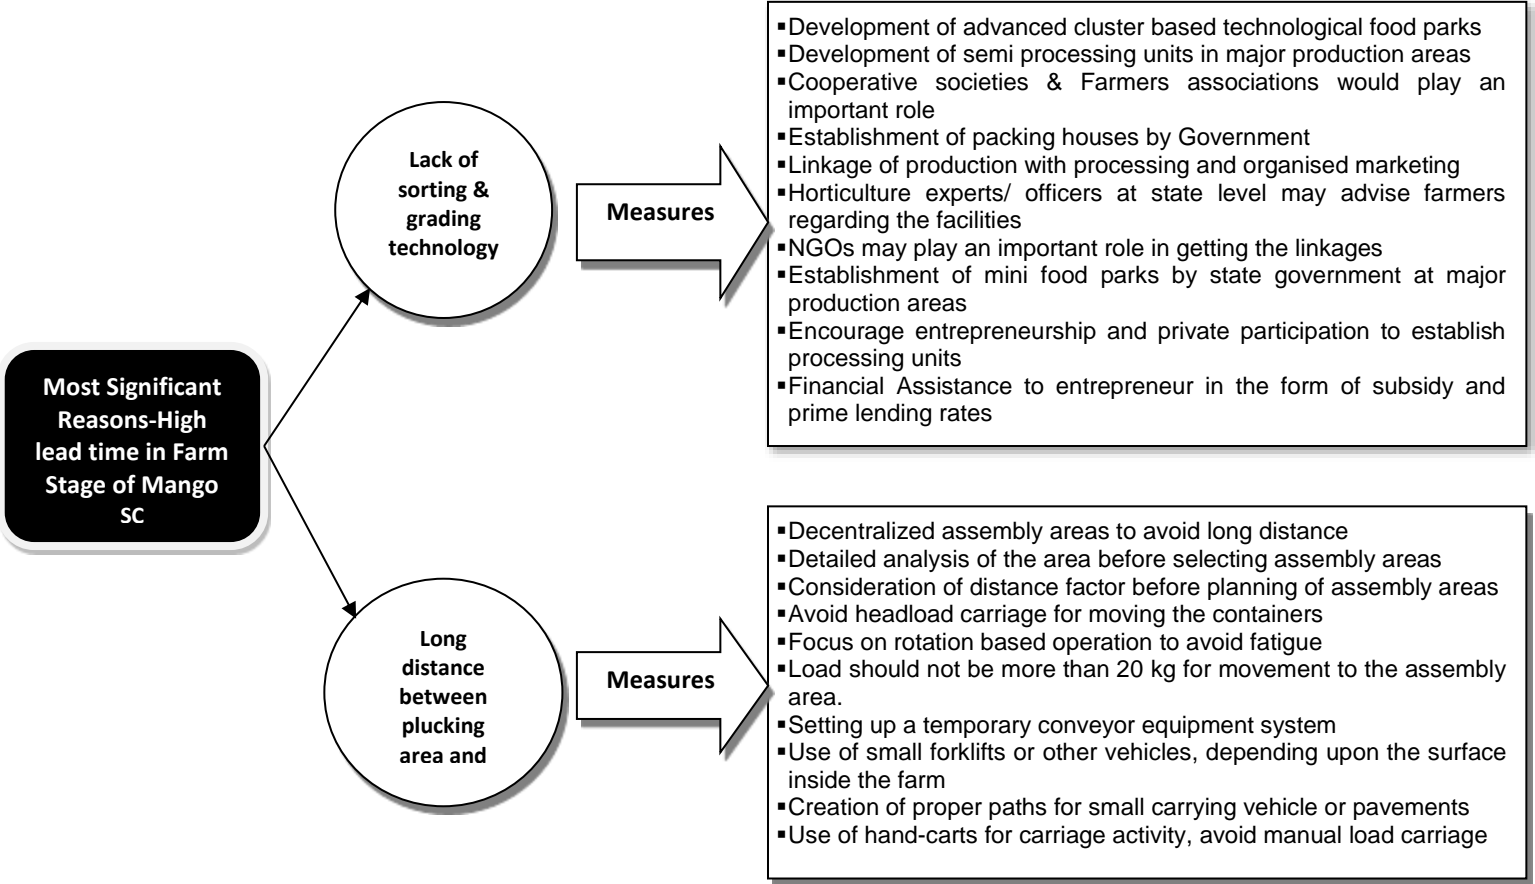 Most Significant
Reasons-High
lead time in Farm
Stage of Mango
SC
Lack of
sorting &
grading
technology
Measures
▪Development of advanced cluster based technological food parks
▪Development of semi processing units in major production areas
▪Cooperative societies & Farmers associations would play an
important role
▪Establishment of packing houses by Government
▪Linkage of production with processing and organised marketing
▪Horticulture experts/ officers at state level may advise farmers
regarding the facilities
▪NGOs may play an important role in getting the linkages
▪Establishment of mini food parks by state government at major
production areas
▪Encourage entrepreneurship and private participation to establish
processing units
▪Financial Assistance to entrepreneur in the form of subsidy and
prime lending rates
Long
distance
between
plucking
area and
Measures
▪Decentralized assembly areas to avoid long distance
▪Detailed analysis of the area before selecting assembly areas
▪Consideration of distance factor before planning of assembly areas
▪Avoid headload carriage for moving the containers
▪Focus on rotation based operation to avoid fatigue
▪Load should not be more than 20 kg for movement to the assembly
area.
▪Setting up a temporary conveyor equipment system
▪Use of small forklifts or other vehicles, depending upon the surface
inside the farm
▪Creation of proper paths for small carrying vehicle or pavements
▪Use of hand-carts for carriage activity, avoid manual load carriage